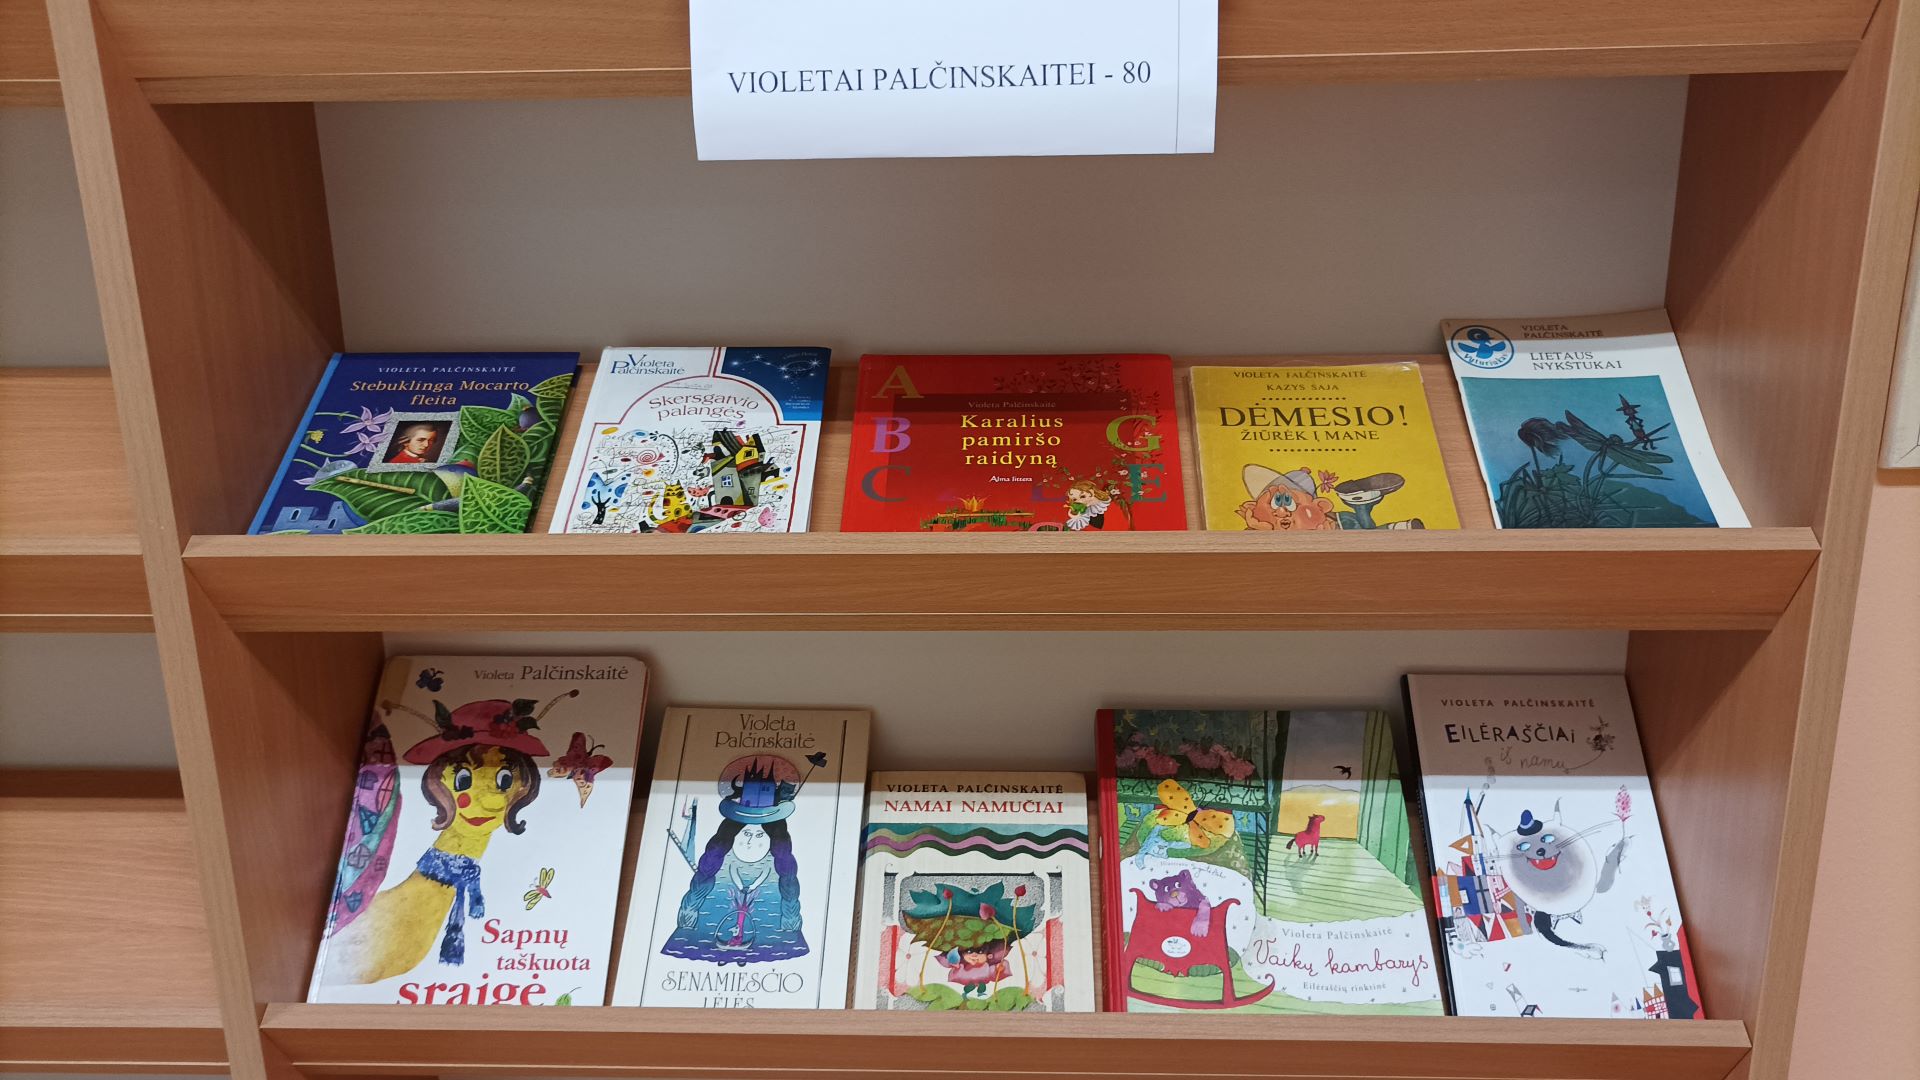 VIOLETAI PALČINSKAITEI - 80
VIOLETA PALČINSKAITĖ
Stebuklinga Mocarto
fleita
Violeta
Palčinskaitė
Skersgatvio
palangės
A
B
C
G
E
Violeta Palčinskaitė
Karalius
pamiršo
raidyną
Alma littera
VIOLETA PALČINSKAITĖ
KAZYS SAJA
DĖMESIO!
ŽIŪRĖK Į MANE
Vyturiukas
VIOLETA
PALČINSKAITĖ
LIETAUS
NYKŠTUKAI
Violeta Palčinskaitė
Sapnų
taškuota
sraigė
Violeta
Palčinskaitė
SENAMIESČIO
LĖLĖS
VIOLETA PALČINSKAITĖ
NAMAI NAMUČIAI
Violeta Palčinskaitė
Vaikų kambarys
Eilėraščių rinktinė
VIOLETA PALČINSKAITĖ
EILĖRAŠČIAI
iš namų